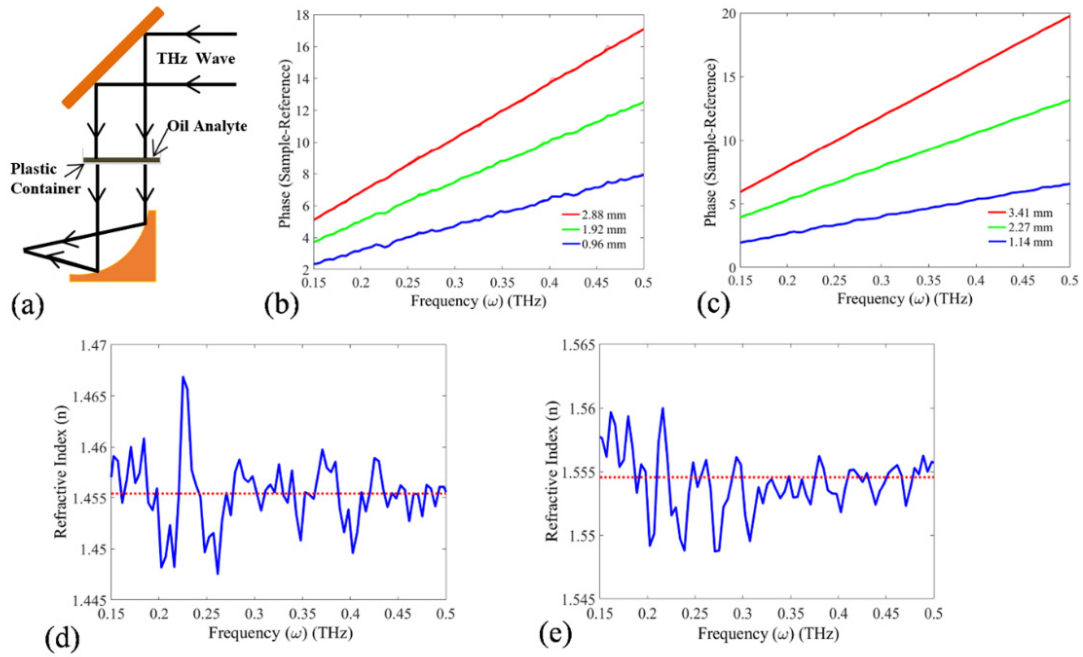 THz Wave
Oil Analyte
Plastic
Container
(a)
Phase (Sample-Reference)
18
16
14
12
10
8
6
4
2
0.15 0.2 0.25 0.3 0.35 0.4 0.45 0.5
Frequency (ω) (THz)
2.88 mm
1.92 mm
0.96 mm
(b)
Phase (Sample-Reference)
20
15
10
5
0
0.15 0.2 0.25 0.3 0.35 0.4 0.45 0.5
Frequency (ω) (THz)
3.41 mm
2.27 mm
1.14 mm
(c)
Refractive Index (n)
1.47
1.465
1.46
1.455
1.45
1.445
0.15 0.2 0.25 0.3 0.35 0.4 0.45 0.5
Frequency (ω) (THz)
(d)
Refractive Index (n)
1.565
1.56
1.555
1.55
1.545
0.15 0.2 0.25 0.3 0.35 0.4 0.45 0.5
Frequency (ω) (THz)
(e)